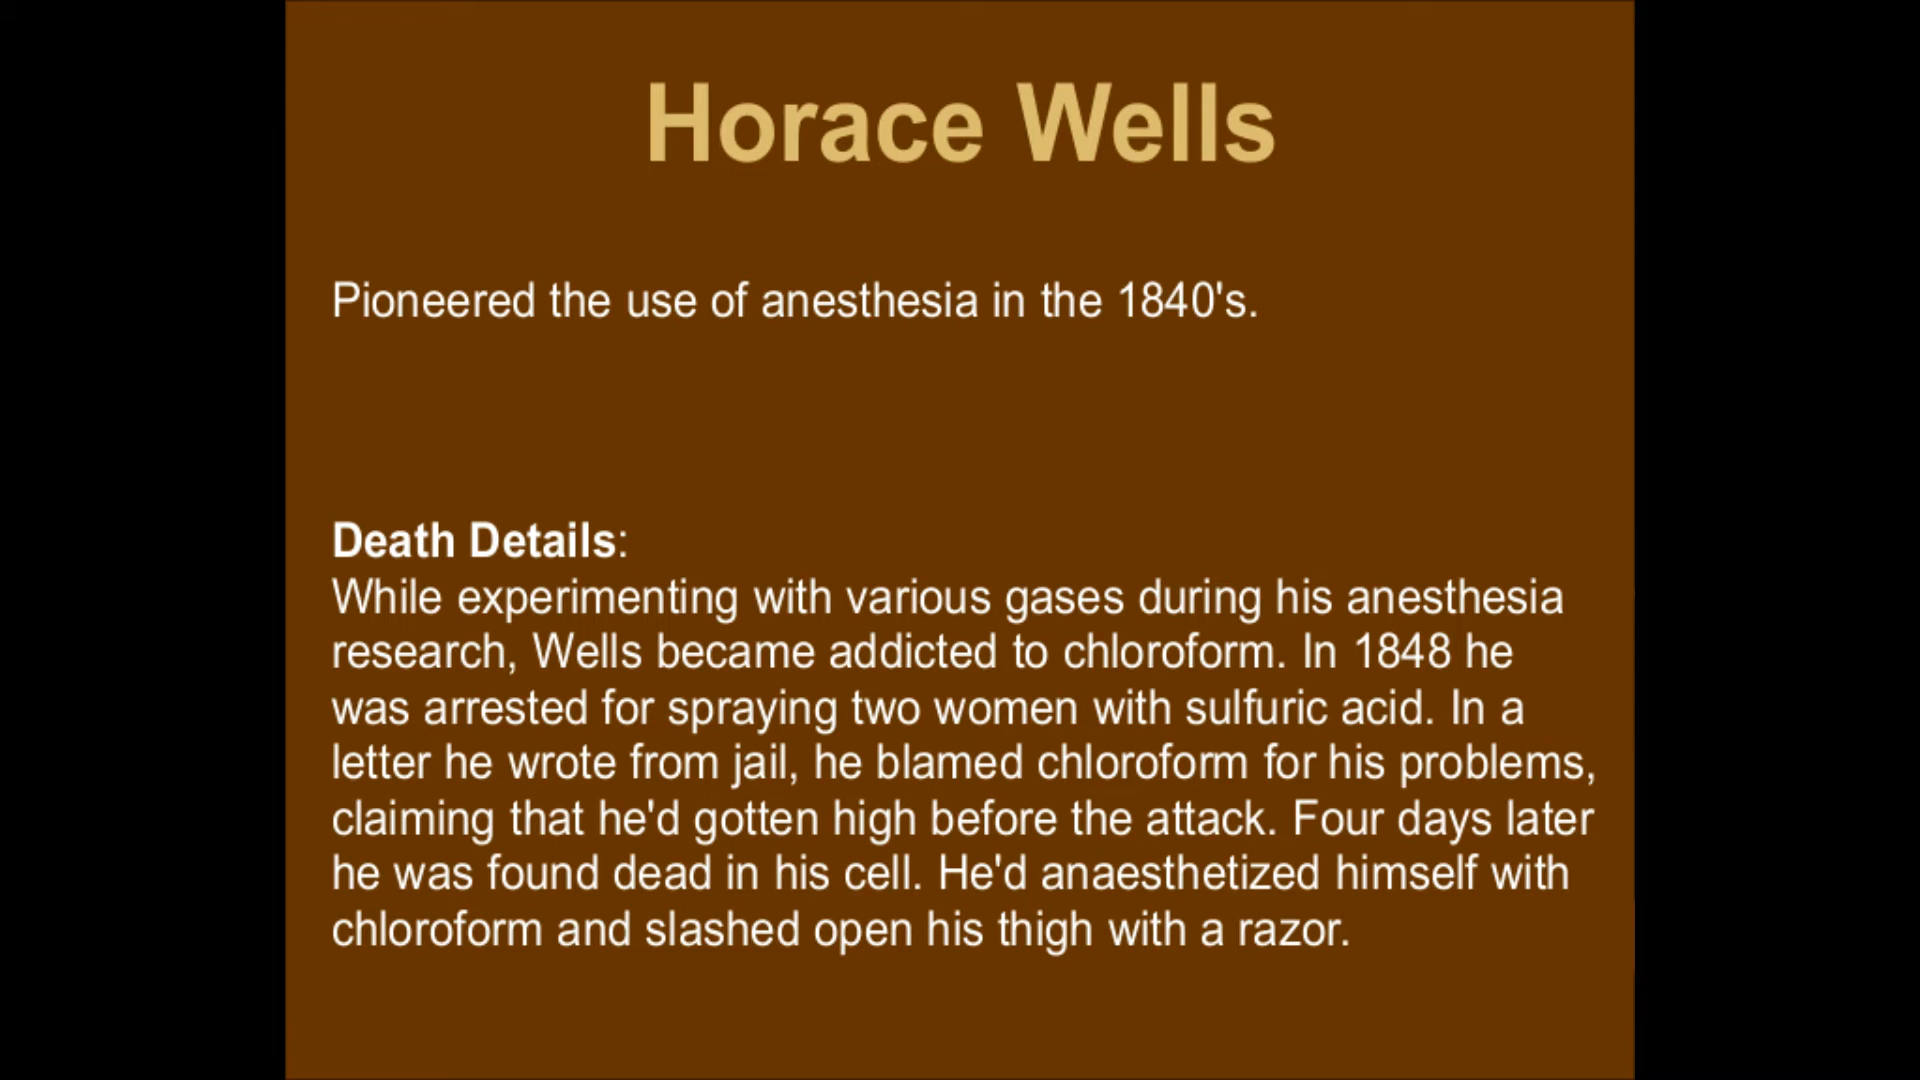 Horace Wells
Pioneered the use of anesthesia in the 1840's.
Death Details:
While experimenting with various gases during his anesthesia
research, Wells became addicted to chloroform. In 1848 he
was arrested for spraying two women with sulfuric acid. In a
letter he wrote from jail, he blamed chloroform for his problems,
claiming that he'd gotten high before the attack. Four days later
he was found dead in his cell. He'd anaesthetized himself with
chloroform and slashed open his thigh with a razor.